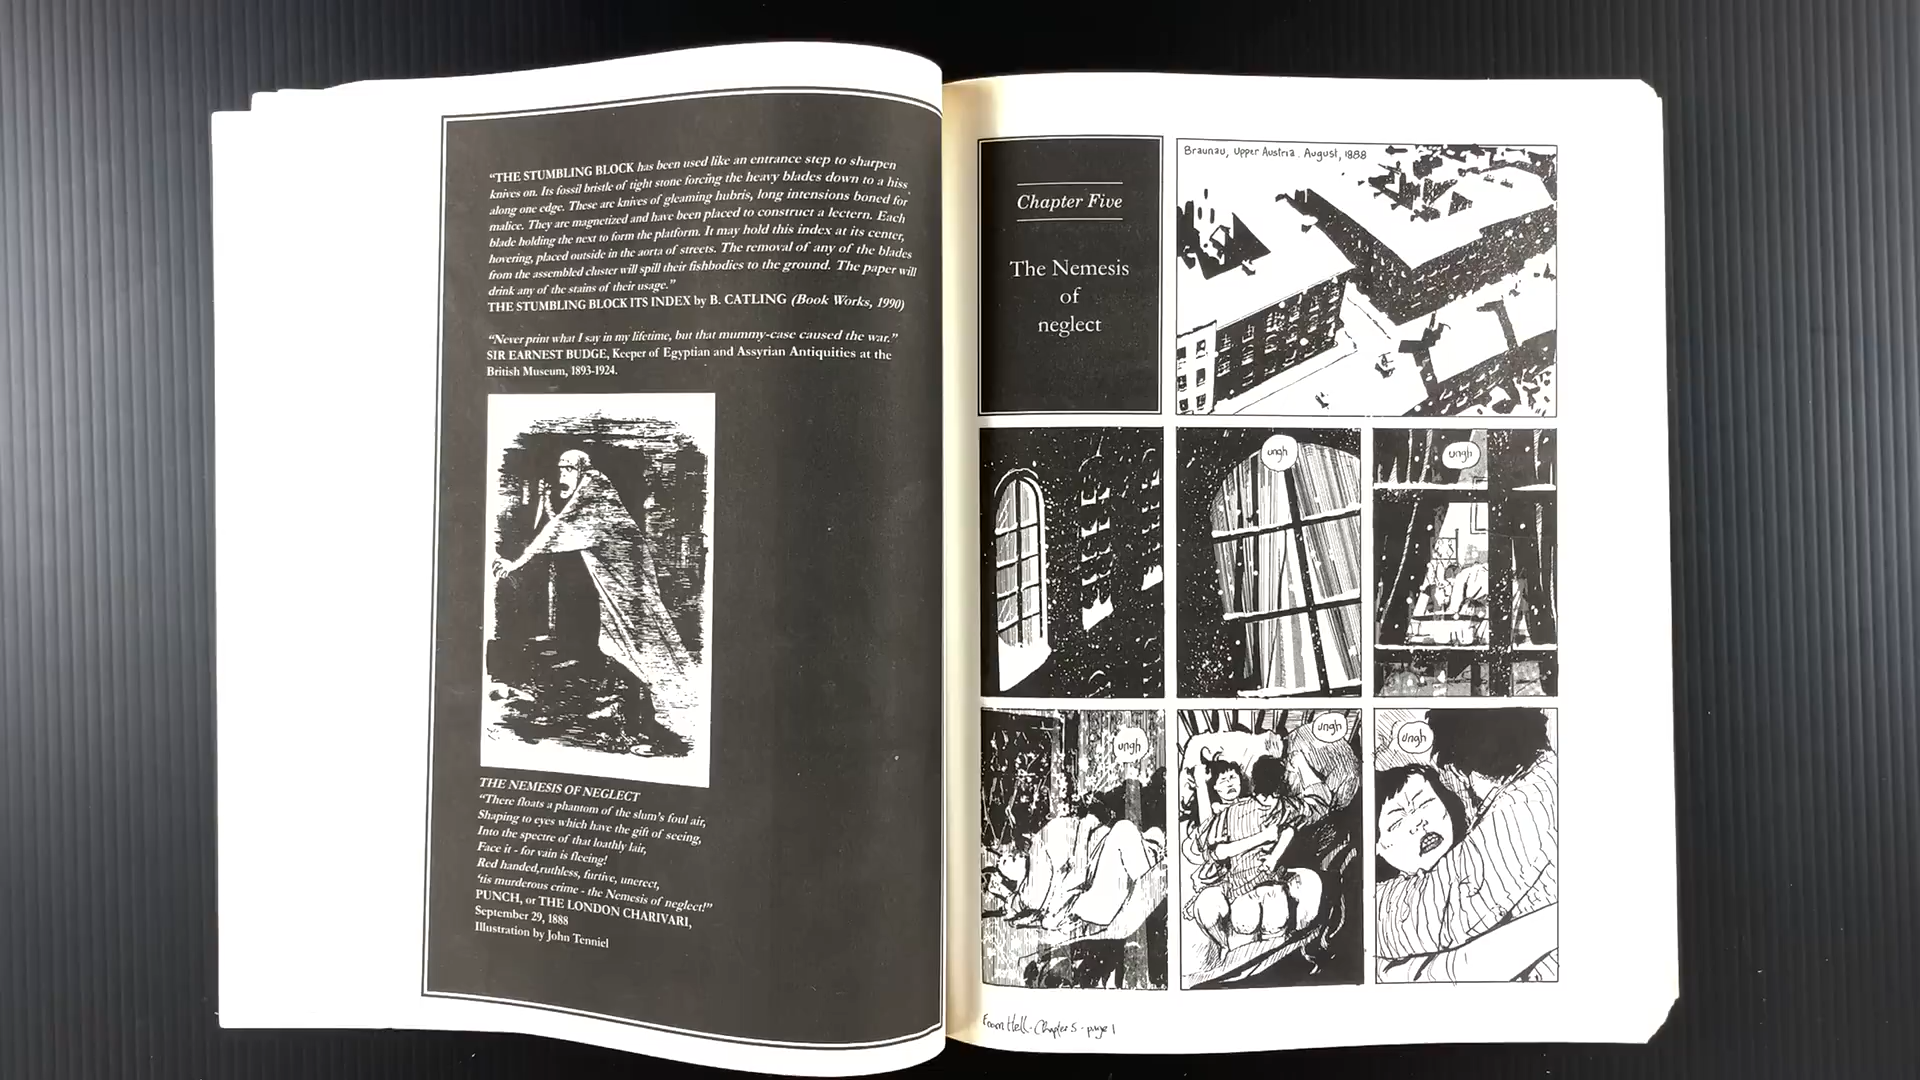 “THE STUMBLING BLOCK has been used like an entrance step to sharpen
knives on. Its fossil bristle of tight stone forcing the heavy blades down to a hiss
along one edge. These are knives of gleaming hubris, long intensions boned for
malice. They are magnetized and have been placed to construct a lectern. Each
blade holding the next to form the platform. It may hold this index at its center,
hovering, placed outside in the aorta of streets. The removal of any of the blades
from the assembled cluster will spill their fishbodies to the ground. The paper will
drink any of the stains of their usage.”
THE STUMBLING BLOCK ITS INDEX by B. CATLING (Book Works, 1990)
“Never print what I say in my lifetime, but that mummy-case caused the war.”
SIR EARNEST BUDGE, Keeper of Egyptian and Assyrian Antiquities at the
British Museum, 1893-1924.
THE NEMESIS OF NEGLECT
“There floats a phantom of the slum's foul air,
Shaping to eyes which have the gift of seeing,
Into the spectre of that loathly lair,
Face it - for vain is fleeing!
Red handed,ruthless, furtive, unerect,
'tis murderous crime - the Nemesis of neglect!”
PUNCH, or THE LONDON CHARIVARI,
September 29, 1888
Illustration by John Tenniel
Chapter Five
The Nemesis
of
neglect
Braunau, Upper Austria. August, 1888
ungh
ungh
ungh
ungh
ungh
From Hell - Chapter 5 - page 1